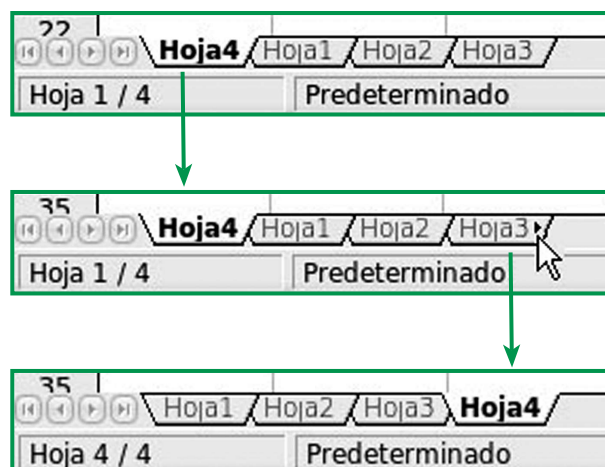 22
Hoja4 Hoja1 Hoja2 Hoja3
Hoja 1 / 4 Predeterminado
35
Hoja4 Hoja1 Hoja2 Hoja3
Hoja 1 / 4 Predeterminado
35
Hoja1 Hoja2 Hoja3 Hoja4
Hoja 4 / 4 Predeterminado